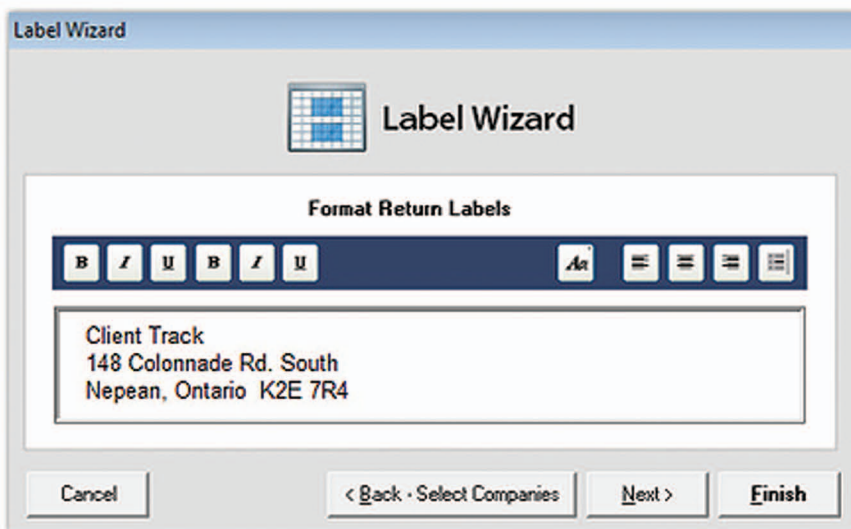 Label Wizard
Label Wizard
Format Return Labels
B I U B I U Aa
Client Track
148 Colonnade Rd. South
Nepean, Ontario K2E 7R4
Cancel < Back - Select Companies Next > Finish